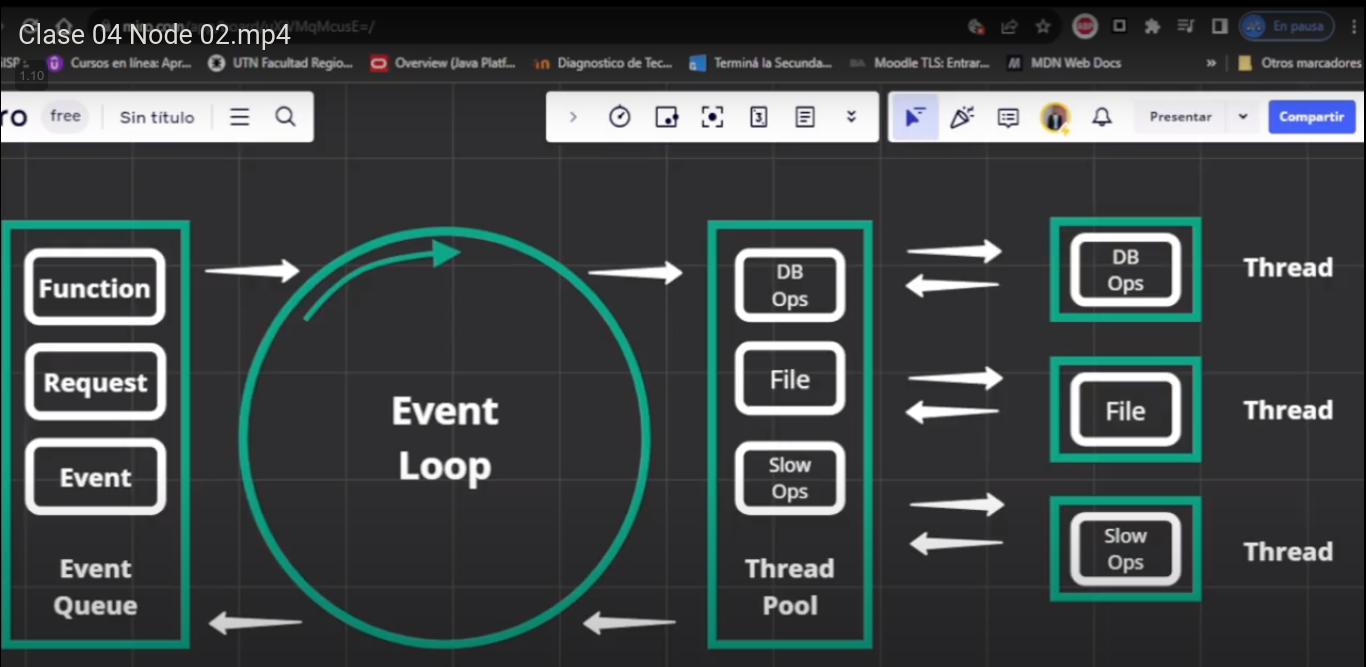 Clase 04 Node 02.mp4
MqMcusE=/
En pausa
Cursos en línea: Apr...
UTN Facultad Regio...
Overview (Java Platf...
Diagnostico de Tec...
Terminá la Secunda...
Moodle TLS: Entrar...
MDN Web Docs
»
Otros marcadores
1.10
ro
free
Sin título
3
Presentar
Compartir
Function
Request
Event
Event
Queue
Event
Loop
DB
Ops
File
Slow
Ops
Thread
Pool
DB
Ops
Thread
File
Thread
Slow
Ops
Thread